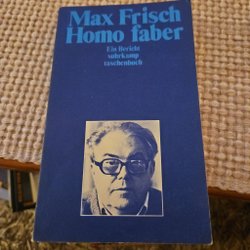 Max Frisch
Homo faber
Ein Bericht
suhrkamp
taschenbuch